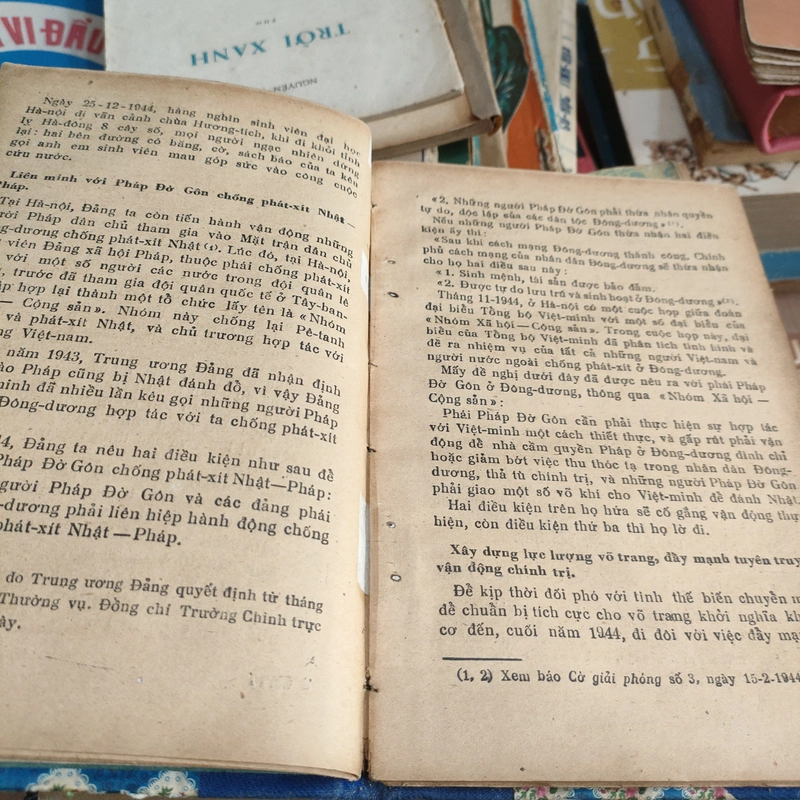 VI ĐẦU
TRỜI XANH
THƠ
NGUYỄN
Ngày 25-12-1944, hàng nghìn sinh viên đại học
Hà-nội đi vãn cảnh chùa Hương-tích, khi đi khỏi tỉnh
lỵ Hà-đông 8 cây số, mọi người ngạc nhiên dừng
lại: hai bên đường có băng, cờ, sách báo của ta kêu
gọi anh em sinh viên mau góp sức vào công cuộc
cứu nước.
Liên minh với Pháp Đờ Gôn chống phát-xít Nhật —
Pháp.
Tại Hà-nội, Đảng ta còn tiến hành vận động những
người Pháp dân chủ tham gia vào Mặt trận dân chủ
ng-dương chống phát-xít Nhật (1). Lúc đó, tại Hà-nội,
viên Đảng xã hội Pháp, thuộc phái chống phát-xít
với một số người các nước trong đội quân lê
, trước đã tham gia đội quân quốc tế ở Tây-ban-
ập hợp lại thành một tổ chức lấy tên là «Nhóm
— Cộng sản». Nhóm này chống lại Pê-tanh
và phát-xít Nhật, và chủ trương hợp tác với
ng Việt-nam.
năm 1943, Trung ương Đảng đã nhận định
ào Pháp cũng bị Nhật đánh đổ, vì vậy Đảng
minh đã nhiều lần kêu gọi những người Pháp
Đông-dương hợp tác với ta chống phát-xít
4, Đảng ta nêu hai điều kiện như sau để
Pháp Đờ Gôn chống phát-xít Nhật—Pháp:
gười Pháp Đờ Gôn và các đảng phái
-dương phải liên hiệp hành động chống
phát-xít Nhật — Pháp.
do Trung ương Đảng quyết định từ tháng
Thường vụ. Đồng chí Trường Chinh trực
ày.
«2. Những người Pháp Đờ Gôn phải thừa nhận quyền
tự do, độc lập của các dân tộc Đông-dương»(1).
Nếu những người Pháp Đờ Gôn thừa nhận hai điều
kiện ấy thì:
«Sau khi cách mạng Đông-dương thành công, Chính
phủ cách mạng của nhân dân Đông-dương sẽ thừa nhận
cho họ hai điều sau này:
«1. Sinh mệnh, tài sản được bảo đảm.
«2. Được tự do lưu trú và sinh hoạt ở Đông-dương»(2).
Tháng 11-1944, ở Hà-nội có một cuộc họp giữa đoàn
đại biểu Tổng bộ Việt-minh với một số đại biểu của
«Nhóm Xã hội—Cộng sản». Trong cuộc họp này, đại
biểu của Tổng bộ Việt-minh đã phân tích tình hình và
đề ra nhiệm vụ của tất cả những người Việt-nam và
người nước ngoài chống phát-xít ở Đông-dương.
Mấy đề nghị dưới đây đã được nêu ra với phái Pháp
Đờ Gôn ở Đông-dương, thông qua «Nhóm Xã hội —
Cộng sản»:
Phái Pháp Đờ Gôn cần phải thực hiện sự hợp tác
với Việt-minh một cách thiết thực, và gấp rút phải vận
động để nhà cầm quyền Pháp ở Đông-dương đình chỉ
hoặc giảm bớt việc thu thóc tạ trong nhân dân Đông-
dương, thả tù chính trị, và những người Pháp Đờ Gôn
phải giao một số võ khí cho Việt-minh để đánh Nhật.
Hai điều kiện trên họ hứa sẽ cố gắng vận động thực
hiện, còn điều kiện thứ ba thì họ lờ đi.
Xây dựng lực lượng võ trang, đẩy mạnh tuyên truy
vận động chính trị.
Để kịp thời đối phó với tình thế biến chuyển m
để chuẩn bị tích cực cho võ trang khởi nghĩa kh
cơ đến, cuối năm 1944, đi đôi với việc đẩy mạ
(1, 2) Xem báo Cờ giải phóng số 3, ngày 15-2-1944